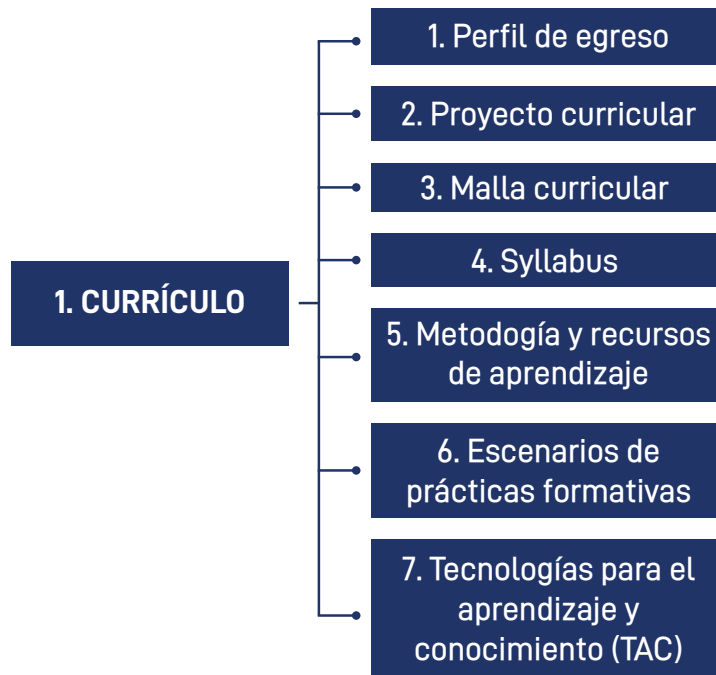 1. CURRÍCULO
1. Perfil de egreso
2. Proyecto curricular
3. Malla curricular
4. Syllabus
5. Metodogía y recursos
de aprendizaje
6. Escenarios de
prácticas formativas
7. Tecnologías para el
aprendizaje y
conocimiento (TAC)